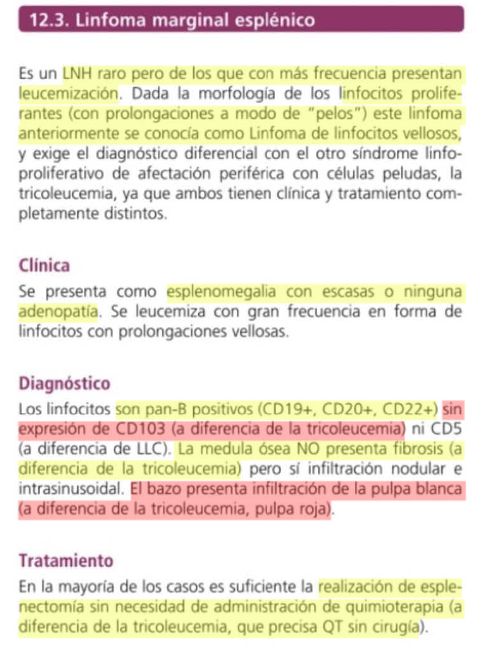 12.3. Linfoma marginal esplénico
Es un LNH raro pero de los que con más frecuencia presentan
leucemización. Dada la morfología de los linfocitos prolife-
rantes (con prolongaciones a modo de “pelos”) este linfoma
anteriormente se conocía como Linfoma de linfocitos vellosos,
y exige el diagnóstico diferencial con el otro síndrome linfo-
proliferativo de afectación periférica con células peludas, la
tricoleucemia, ya que ambos tienen clínica y tratamiento com-
pletamente distintos.
Clínica
Se presenta como esplenomegalia con escasas o ninguna
adenopatía. Se leucemiza con gran frecuencia en forma de
linfocitos con prolongaciones vellosas.
Diagnóstico
Los linfocitos son pan-B positivos (CD19+, CD20+, CD22+) sin
expresión de CD103 (a diferencia de la tricoleucemia) ni CD5
(a diferencia de LLC). La medula ósea NO presenta fibrosis (a
diferencia de la tricoleucemia) pero sí infiltración nodular e
intrasinusoidal. El bazo presenta infiltración de la pulpa blanca
(a diferencia de la tricoleucemia, pulpa roja).
Tratamiento
En la mayoría de los casos es suficiente la realización de esple-
nectomía sin necesidad de administración de quimioterapia (a
diferencia de la tricoleucemia, que precisa QT sin cirugía).